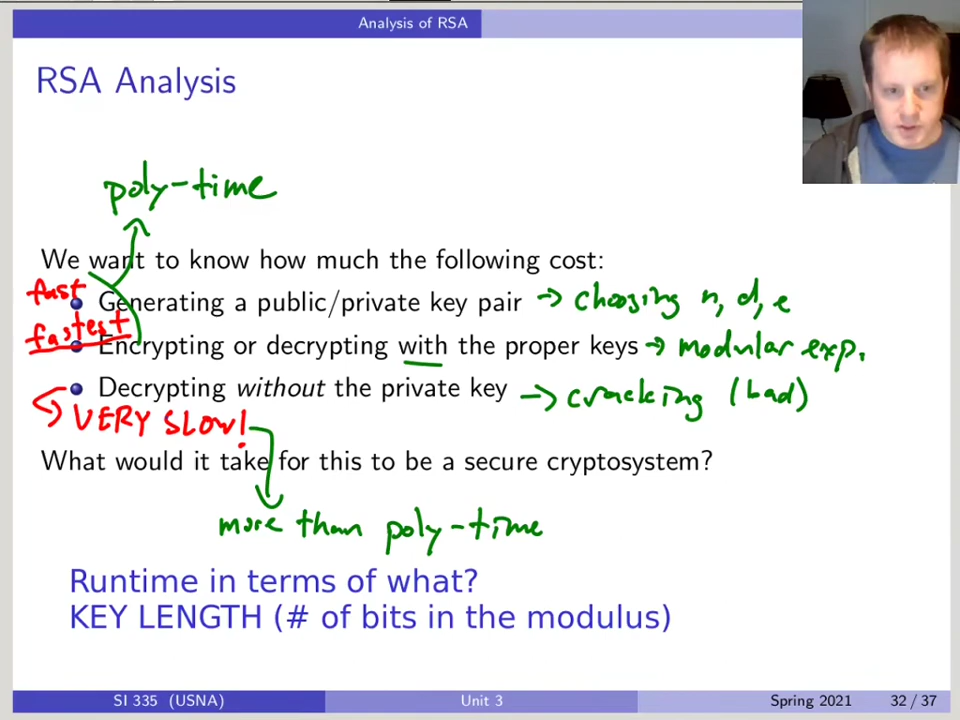 Analysis of RSA
RSA Analysis
poly-time
We want to know how much the following cost:
fast
Generating a public/private key pair → choosing n, d, e
fastest
Encrypting or decrypting with the proper keys → modular exp.
Decrypting without the private key → cracking (bad)
VERY SLOW!
What would it take for this to be a secure cryptosystem?
more than poly-time
Runtime in terms of what?
KEY LENGTH (# of bits in the modulus)
SI 335 (USNA) Unit 3 Spring 2021 32 / 37